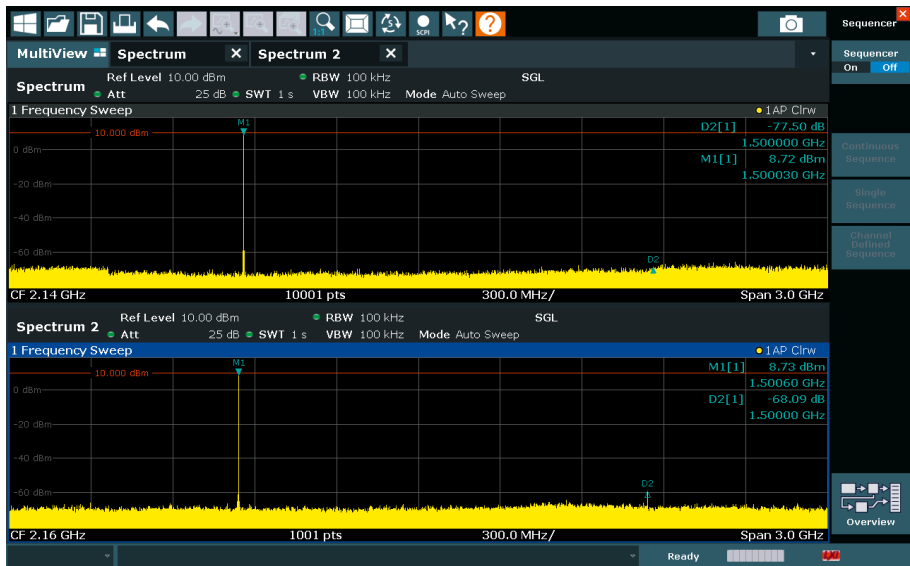 1:1
SCPI
Sequencer
MultiView
Spectrum
Spectrum 2
Sequencer
On Off
Spectrum
Ref Level 10.00 dBm RBW 100 kHz SGL
Att 25 dB SWT 1 s VBW 100 kHz Mode Auto Sweep
1 Frequency Sweep 1AP Clrw
M1
10.000 dBm
D2[1] -77.50 dB
1.500000 GHz
M1[1] 8.72 dBm
1.500030 GHz
0 dBm
-20 dBm
-40 dBm
-60 dBm
D2
CF 2.14 GHz 10001 pts 300.0 MHz/ Span 3.0 GHz
Continuous
Sequence
Single
Sequence
Channel
Defined
Sequence
Spectrum 2
Ref Level 10.00 dBm RBW 100 kHz SGL
Att 25 dB SWT 1 s VBW 100 kHz Mode Auto Sweep
1 Frequency Sweep 1AP Clrw
M1
10.000 dBm
M1[1] 8.73 dBm
1.50060 GHz
D2[1] -68.09 dB
1.50000 GHz
0 dBm
-20 dBm
-40 dBm
-60 dBm
D2
CF 2.16 GHz 1001 pts 300.0 MHz/ Span 3.0 GHz
Overview
Ready